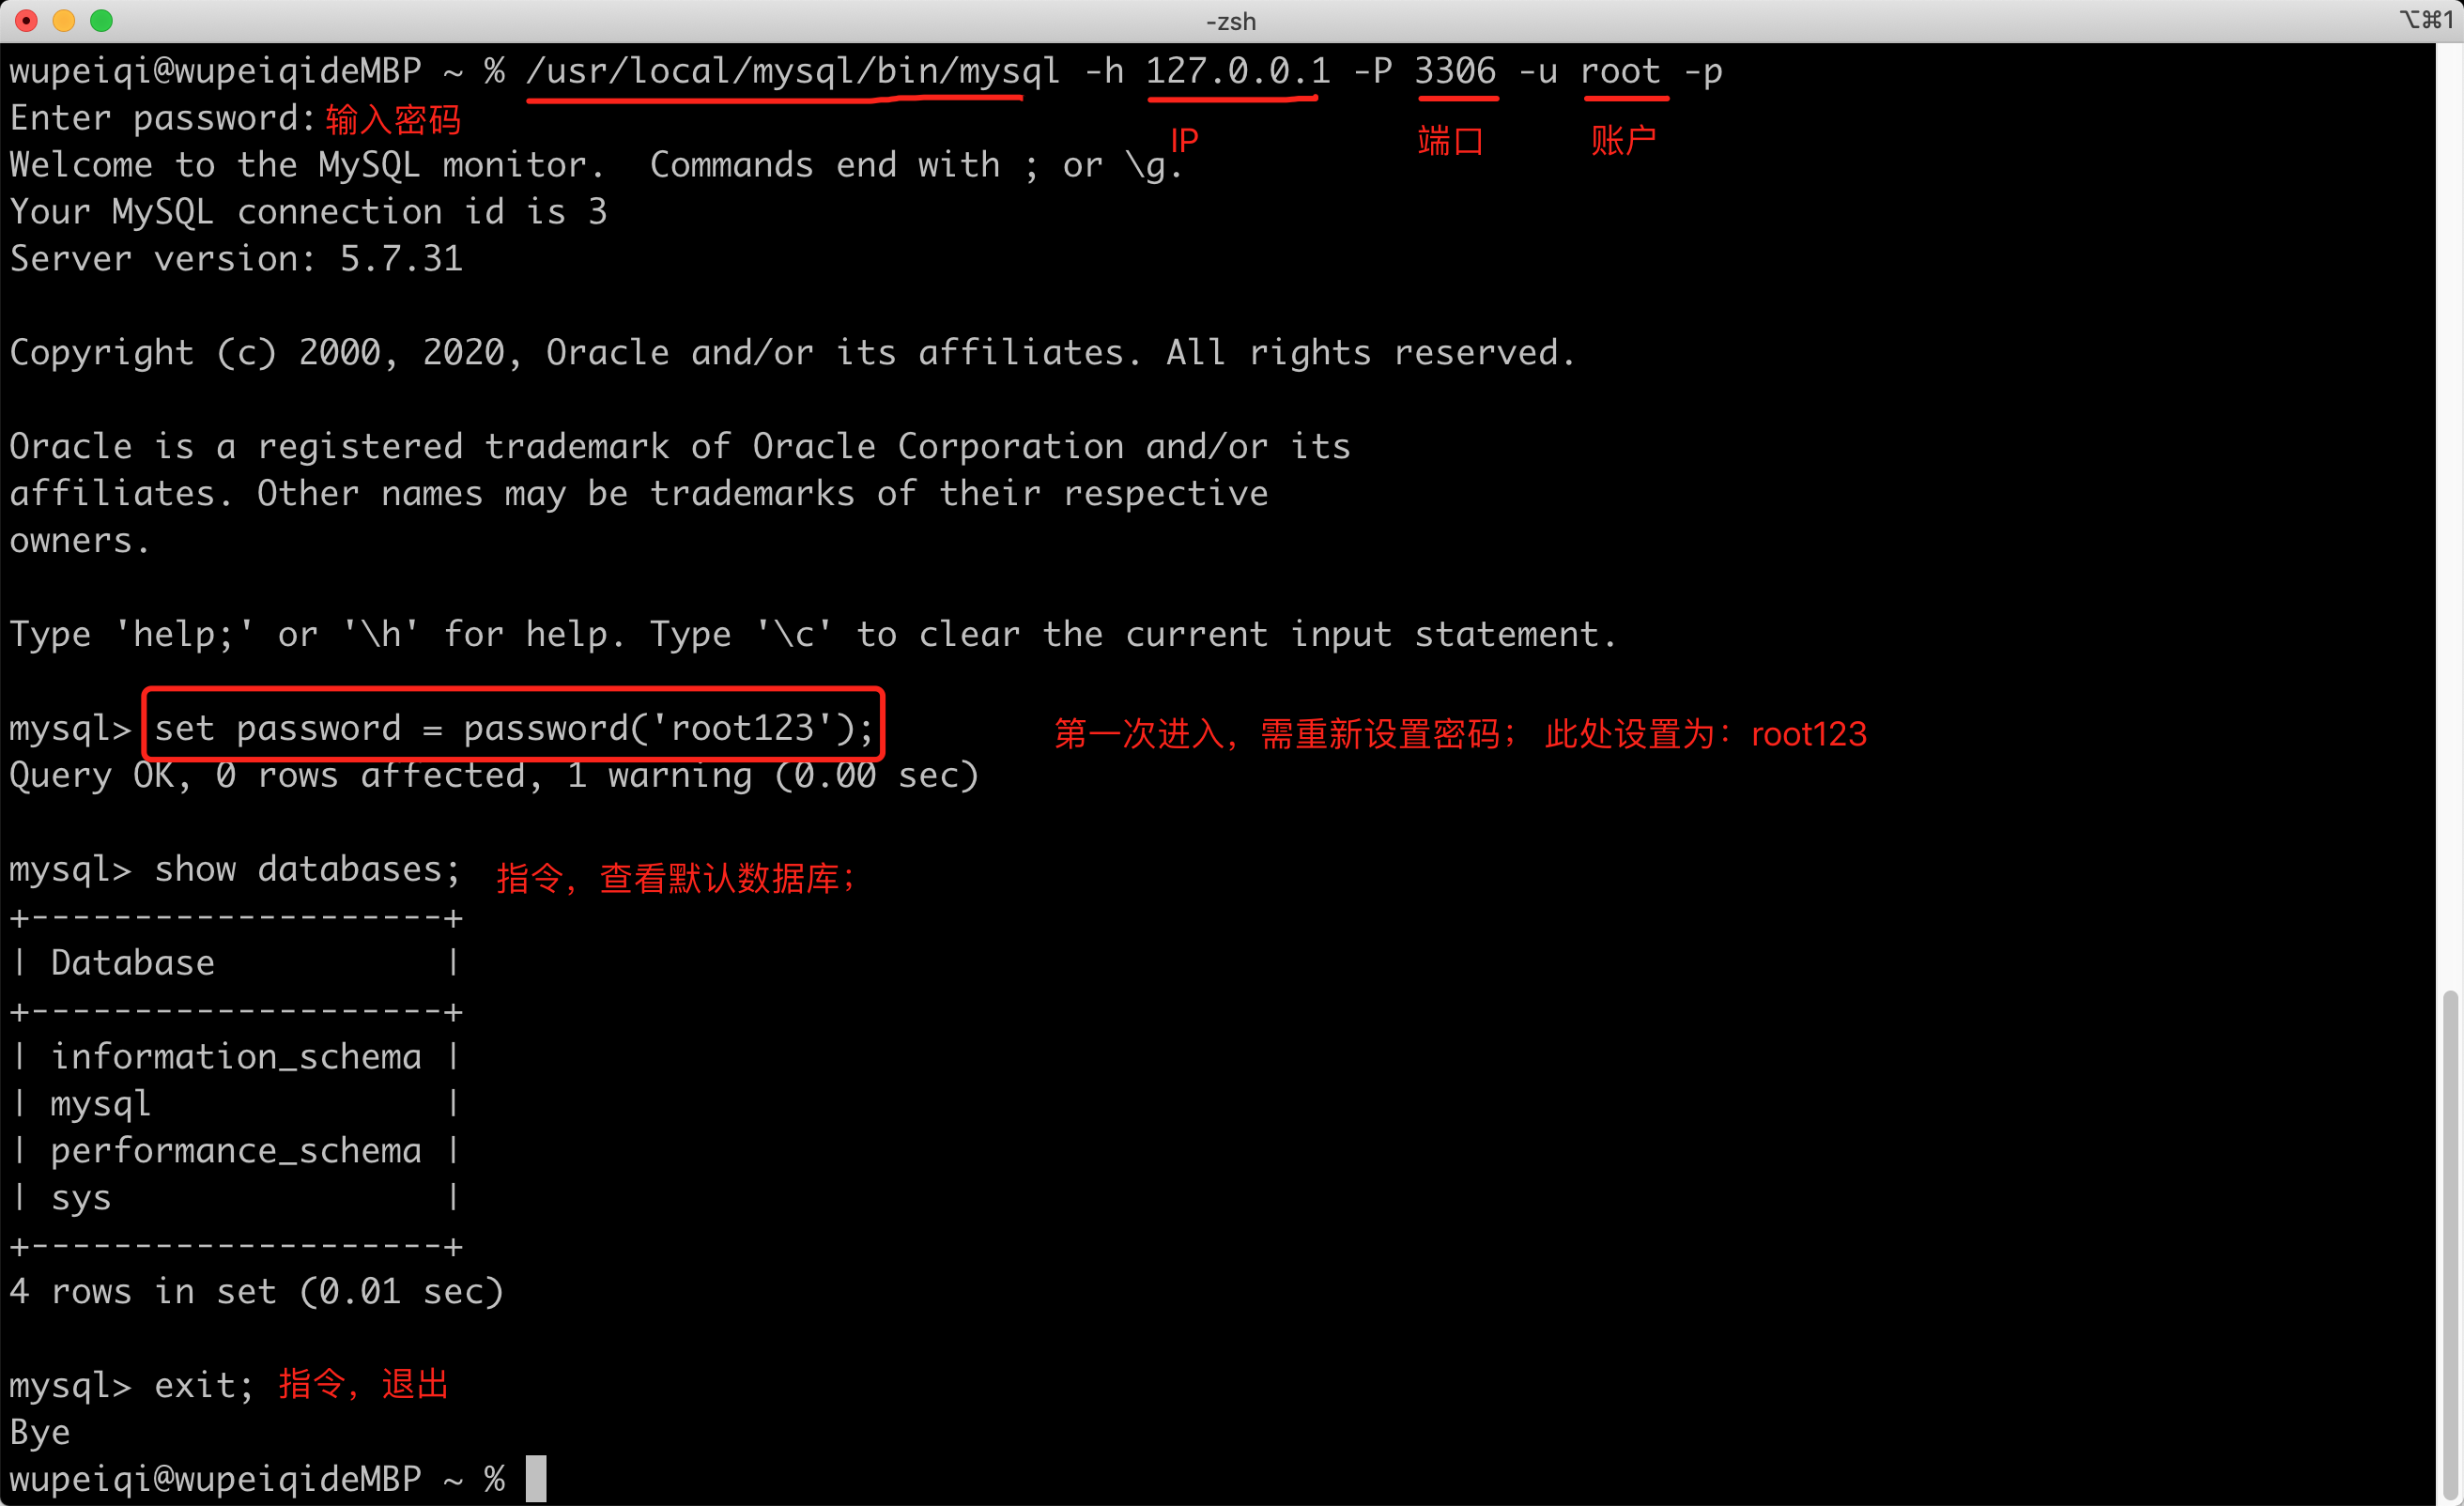 -zsh
⌥⌘1
wupeiqi@wupeiqideMBP ~ % /usr/local/mysql/bin/mysql -h 127.0.0.1 -P 3306 -u root -p
Enter password: 输入密码
IP 端口 账户
Welcome to the MySQL monitor.  Commands end with ; or \g.
Your MySQL connection id is 3
Server version: 5.7.31
Copyright (c) 2000, 2020, Oracle and/or its affiliates. All rights reserved.
Oracle is a registered trademark of Oracle Corporation and/or its
affiliates. Other names may be trademarks of their respective
owners.
Type 'help;' or '\h' for help. Type '\c' to clear the current input statement.
mysql> set password = password('root123'); 第一次进入，需重新设置密码； 此处设置为：root123
Query OK, 0 rows affected, 1 warning (0.00 sec)
mysql> show databases; 指令，查看默认数据库；
+--------------------+
| Database           |
+--------------------+
| information_schema |
| mysql              |
| performance_schema |
| sys                |
+--------------------+
4 rows in set (0.01 sec)
mysql> exit; 指令，退出
Bye
wupeiqi@wupeiqideMBP ~ %